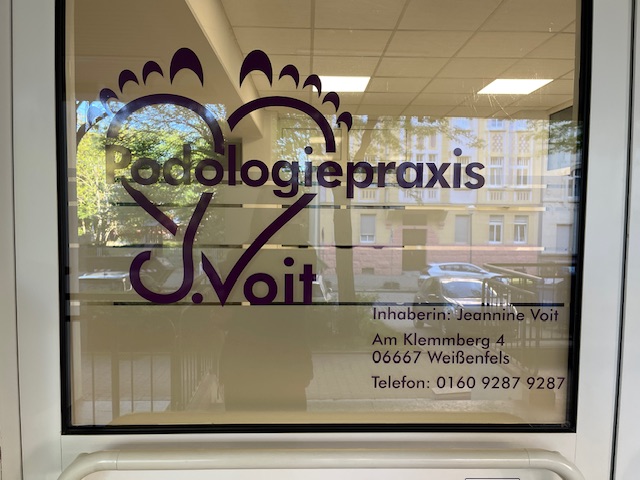 Podologiepraxis
J. Voit
Inhaberin: Jeannine Voit
Am Klemmberg 4
06667 Weißenfels
Telefon: 0160 9287 9287